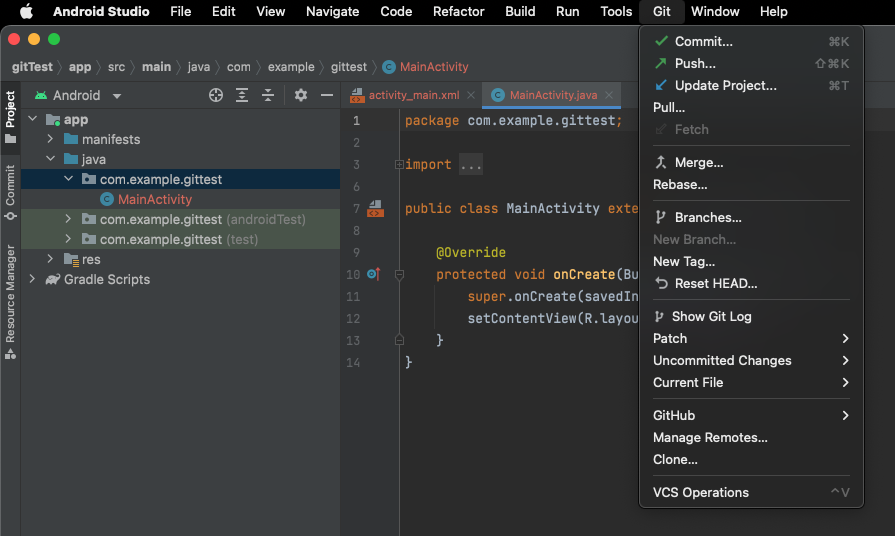 Android Studio File Edit View Navigate Code Refactor Build Run Tools Git Window Help
gitTest app src main java com example gittest MainActivity
Project
Commit
Resource Manager
Android
app
manifests
java
com.example.gittest
MainActivity
com.example.gittest (androidTest)
com.example.gittest (test)
res
Gradle Scripts
activity_main.xml MainActivity.java
1 package com.example.gittest;
2
3 import ...
6
7 public class MainActivity exte
8
9 @Override
10 protected void onCreate(Bu
11 super.onCreate(savedIn
12 setContentView(R.layou
13 }
14 }
Commit... ⌘K
Push... ⇧⌘K
Update Project... ⌘T
Pull...
Fetch
Merge...
Rebase...
Branches...
New Branch...
New Tag...
Reset HEAD...
Show Git Log
Patch
Uncommitted Changes
Current File
GitHub
Manage Remotes...
Clone...
VCS Operations ⌃V